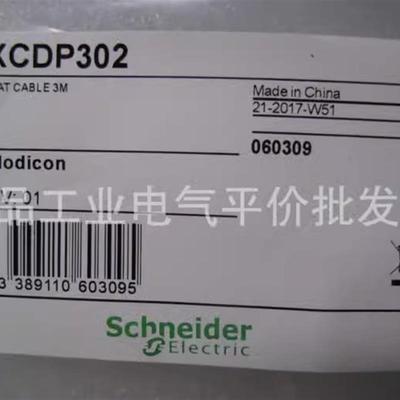 XCDP302
AT CABLE 3M
Made in China
21-2017-W51
060309
Modicon
V: 01
品工业电气平价批发
3 389110 603095
Schneider
Electric